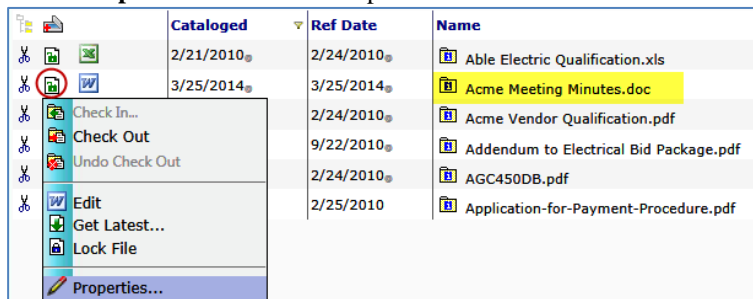 Cataloged Ref Date Name
2/21/2010 2/24/2010 Able Electric Qualification.xls
3/25/2014 3/25/2014 Acme Meeting Minutes.doc
Check In... 2/24/2010 Acme Vendor Qualification.pdf
Check Out 9/22/2010 Addendum to Electrical Bid Package.pdf
Undo Check Out 2/24/2010 AGC450DB.pdf
Edit 2/25/2010 Application-for-Payment-Procedure.pdf
Get Latest...
Lock File
Properties...